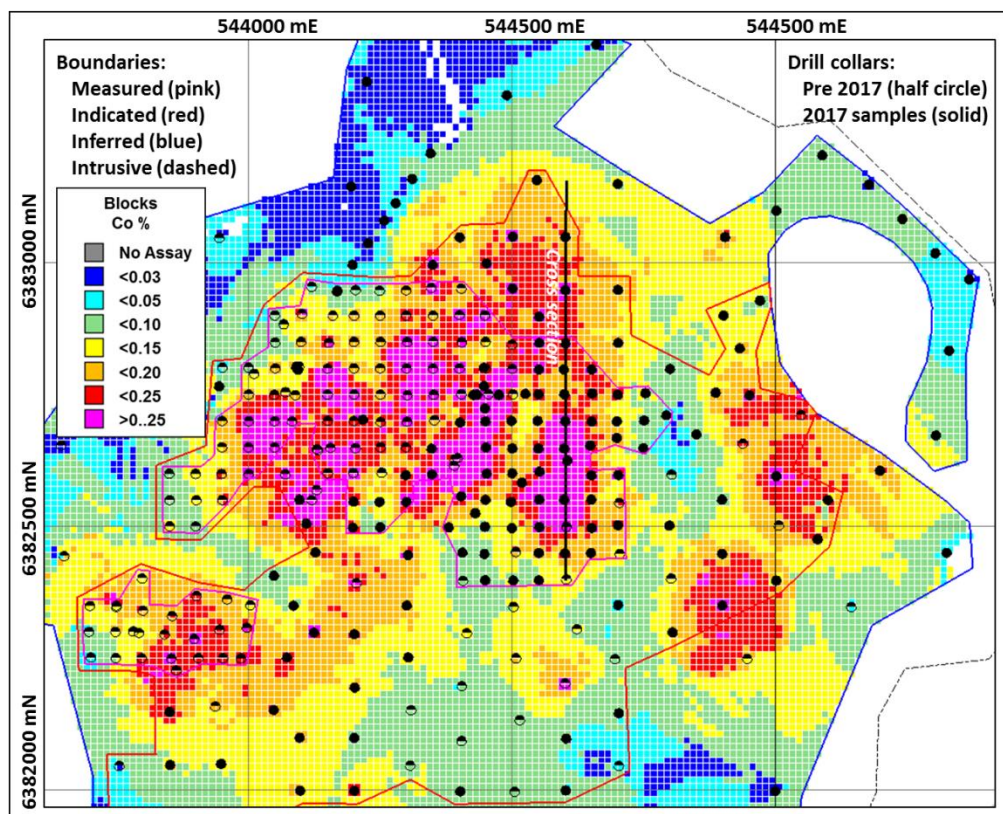 544000 mE
544500 mE
544500 mE
Boundaries:
Measured (pink)
Indicated (red)
Inferred (blue)
Intrusive (dashed)
Drill collars:
Pre 2017 (half circle)
2017 samples (solid)
Blocks
Co %
No Assay
<0.03
<0.05
<0.10
<0.15
<0.20
<0.25
>0..25
Cross section
6383000 mN
6382500 mN
6382000 mN